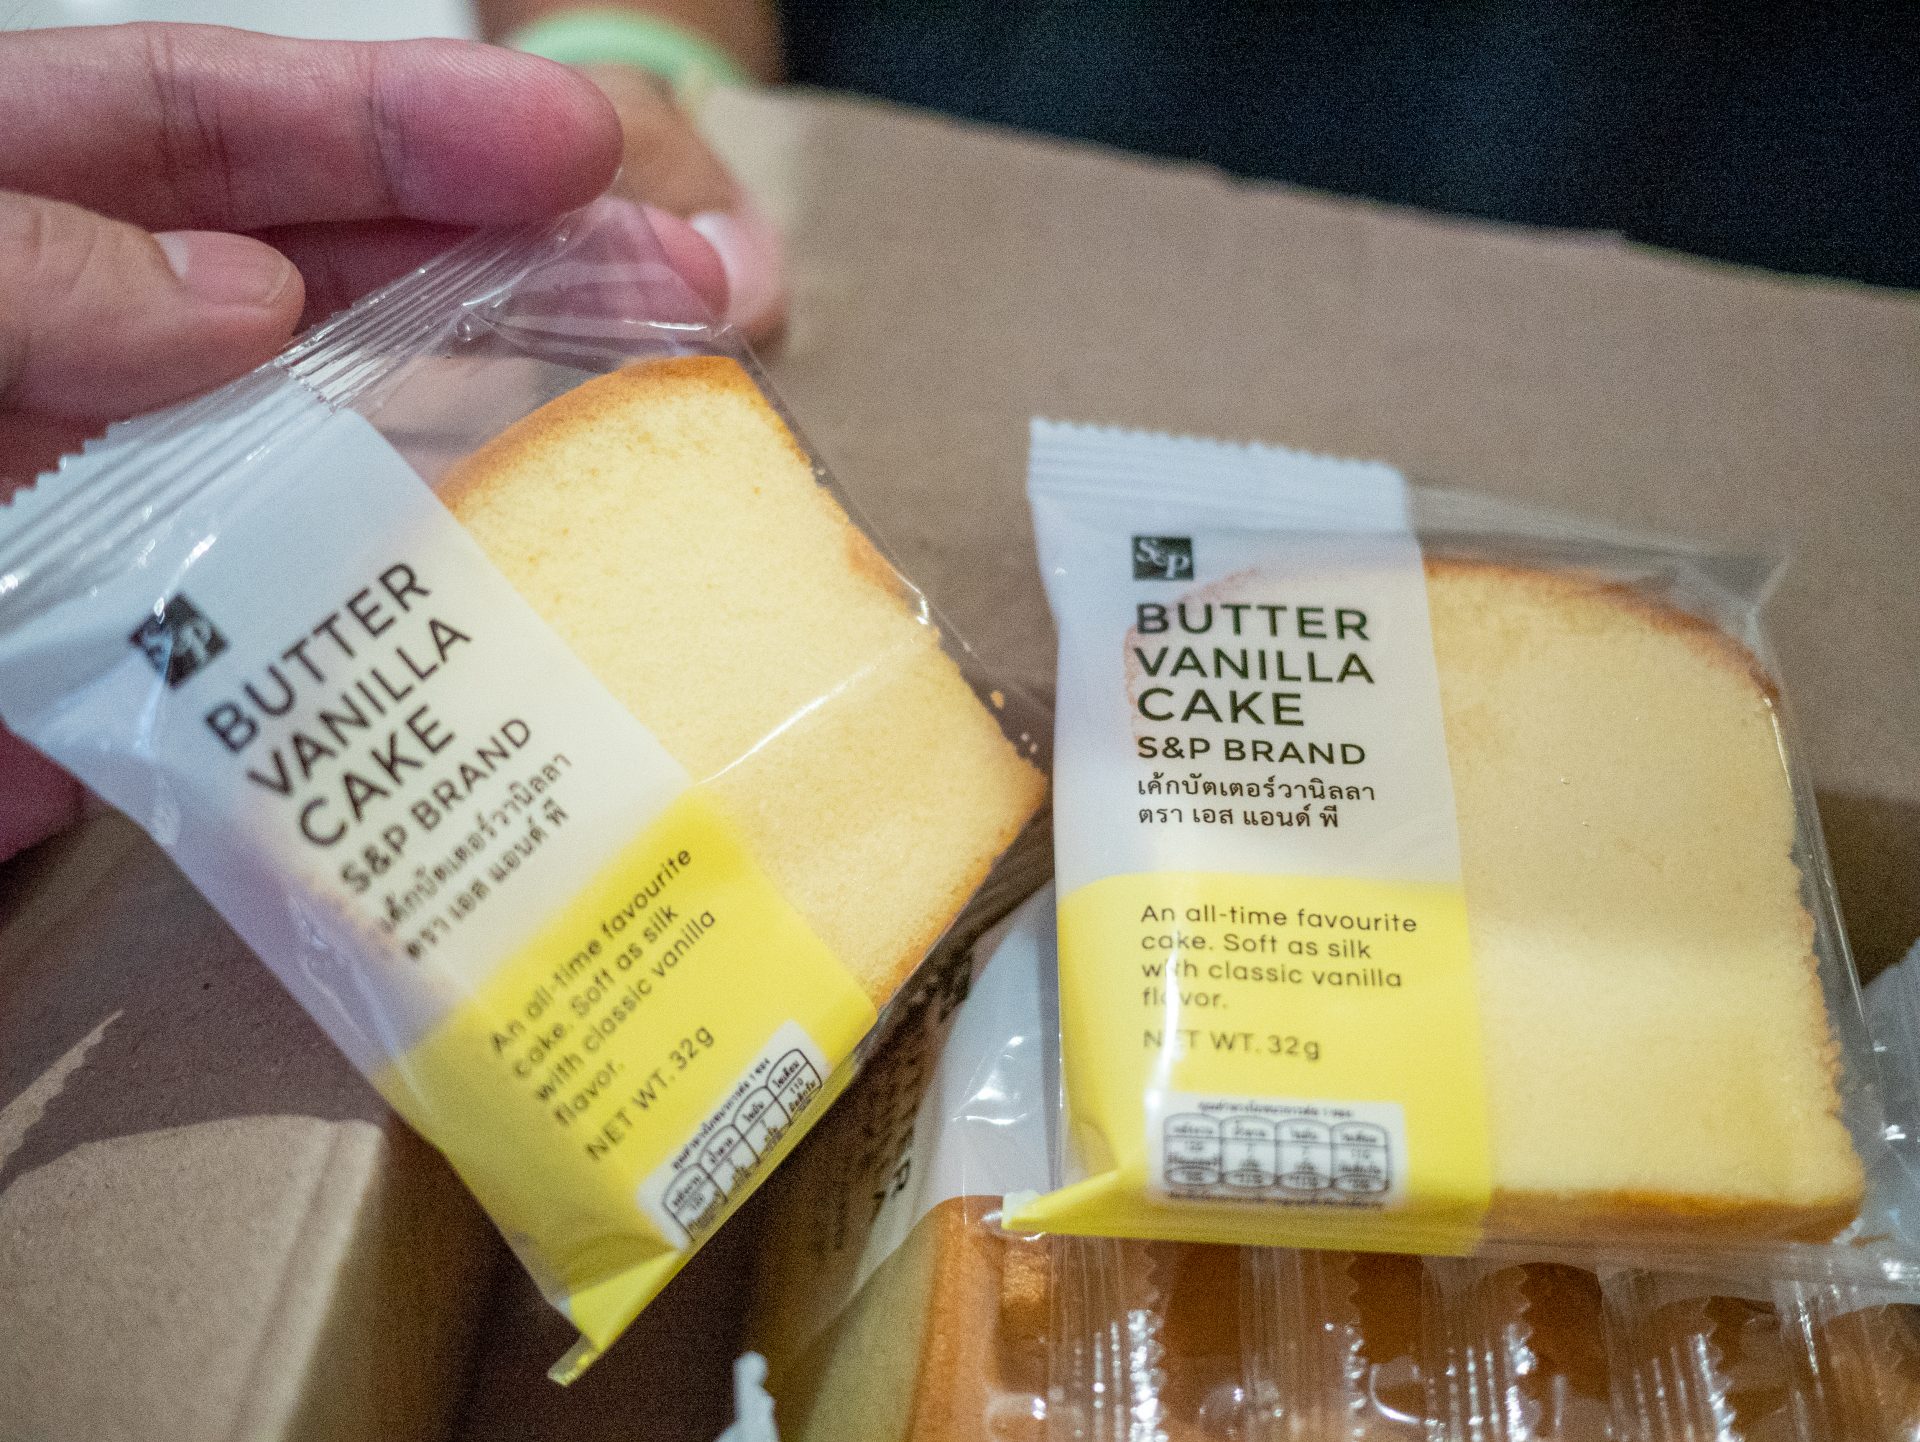 S&P
BUTTER
VANILLA
CAKE
S&P BRAND
เค้กบัตเตอร์วานิลลา
ตรา เอส แอนด์ พี
An all-time favourite
cake. Soft as silk
with classic vanilla
flavor.
NET WT. 32g
S&P
BUTTER
VANILLA
CAKE
S&P BRAND
เค้กบัตเตอร์วานิลลา
ตรา เอส แอนด์ พี
An all-time favourite
cake. Soft as silk
with classic vanilla
flavor.
NET WT. 32g